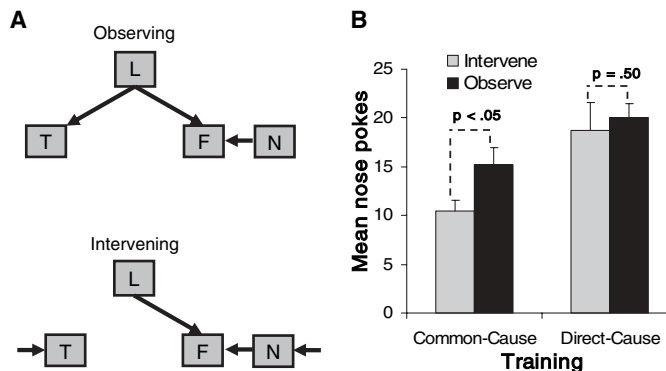 A
Observing
L
T
F
N
Intervening
L
T
F
N
B
Intervene
Observe
Mean nose pokes
25
20
15
10
5
0
p < .05
p = .50
Common-Cause
Direct-Cause
Training